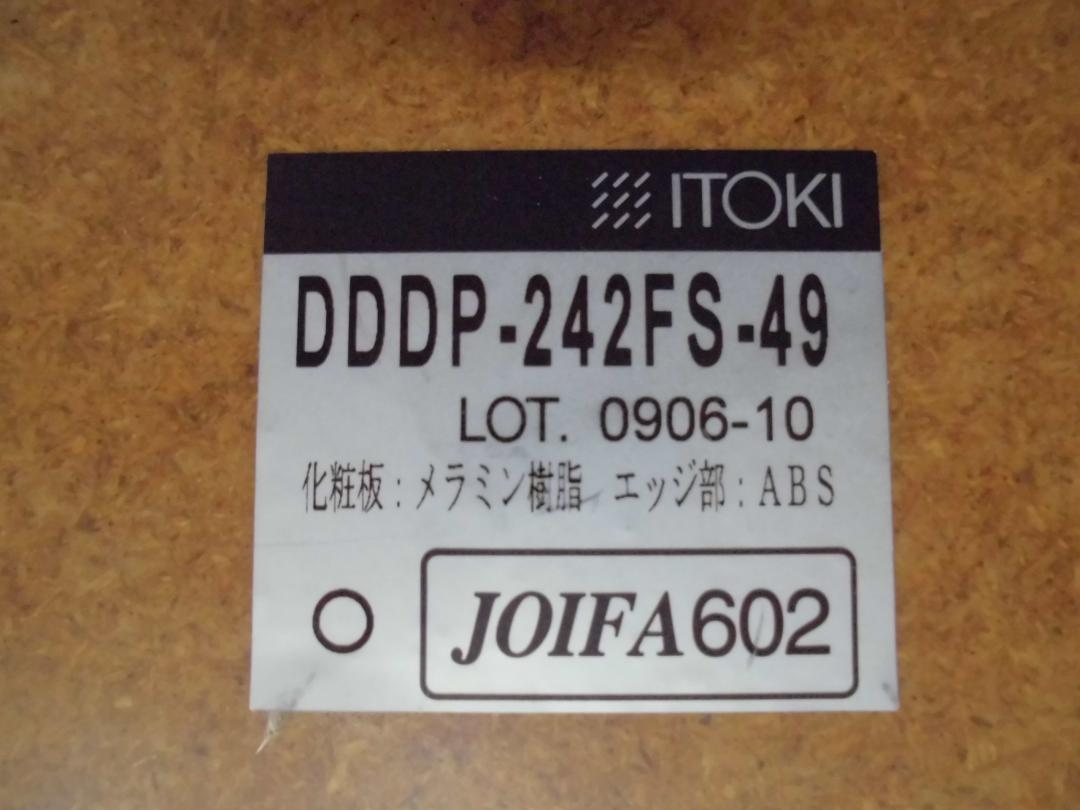 ITOKI
DDDP-242FS-49
LOT. 0906-10
化粧板:メラミン樹脂 エッジ部:ABS
○ JOIFA602